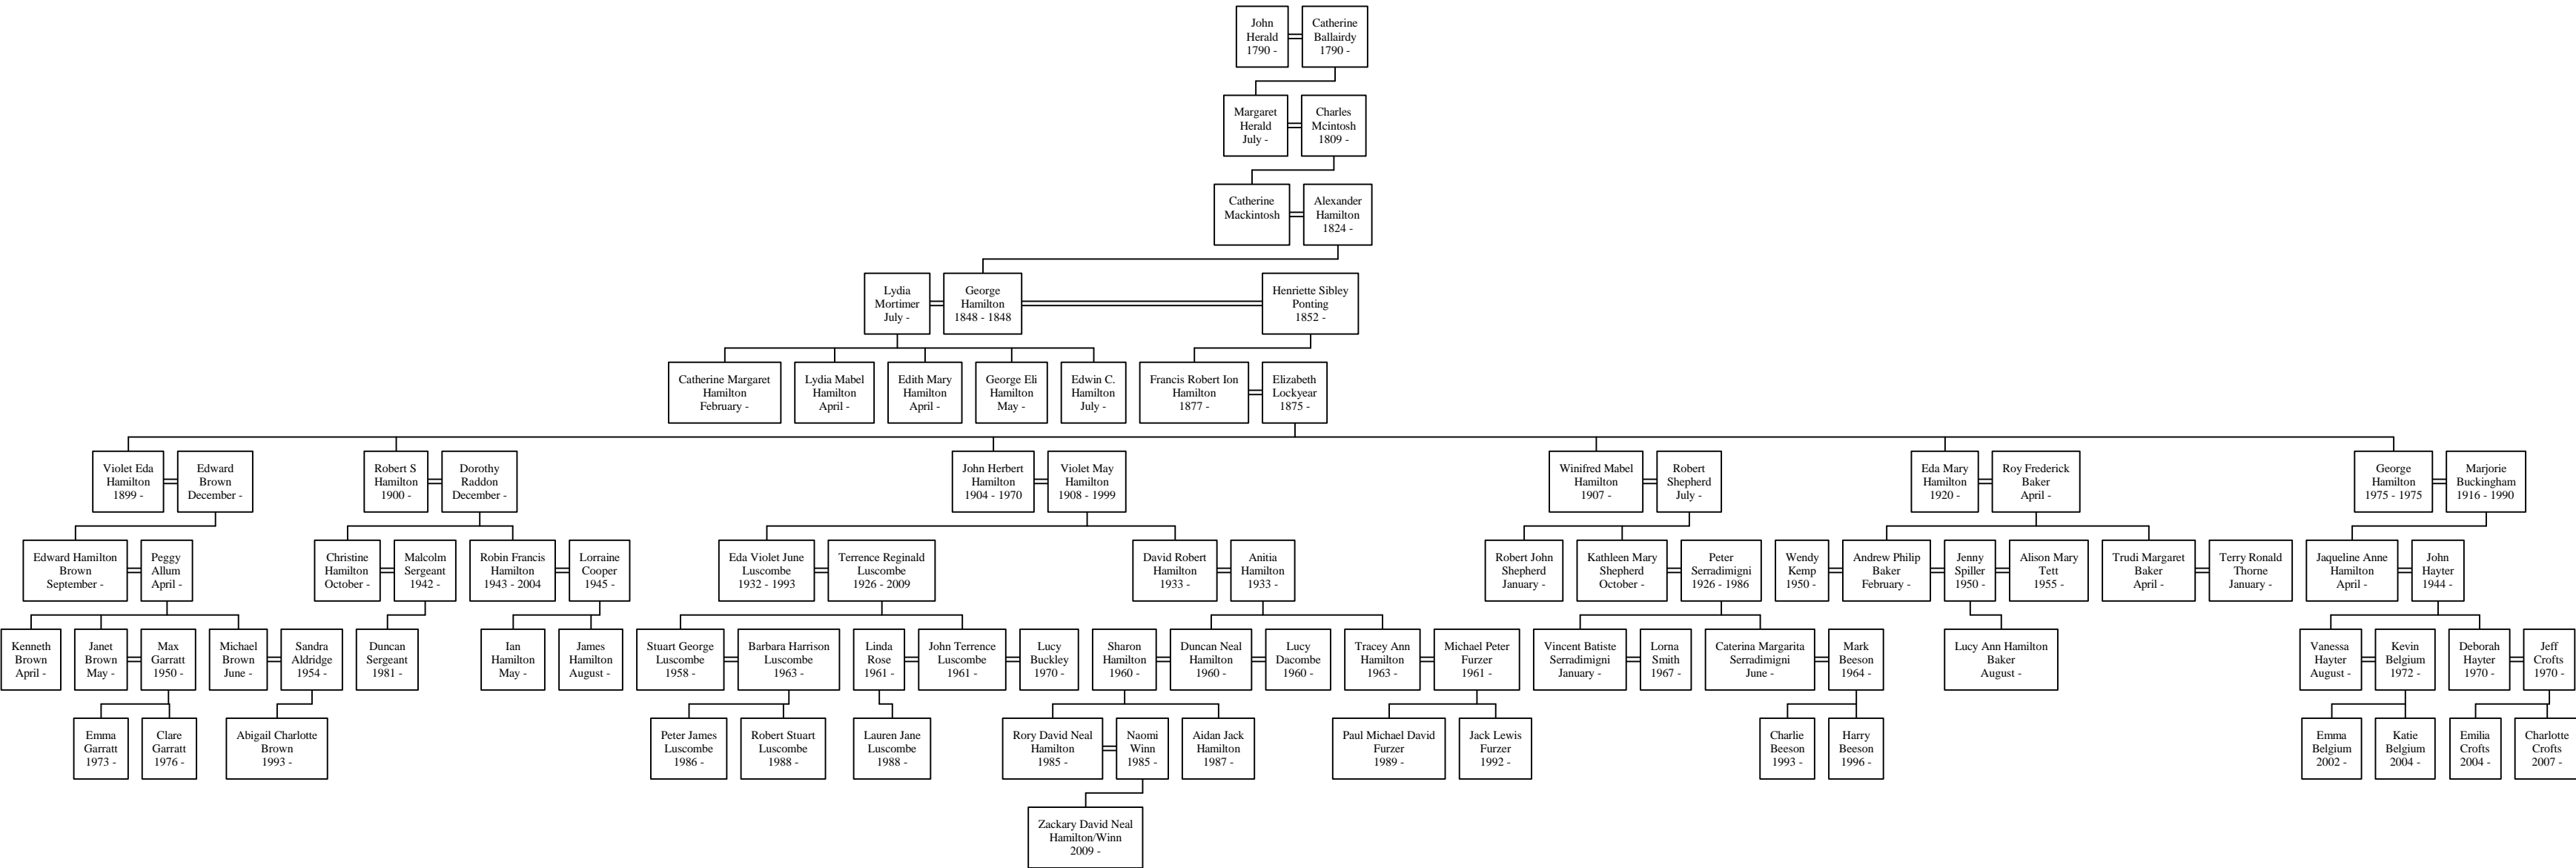 John
Herald
1790 -
Catherine
Ballairdy
1790 -
Margaret
Herald
July -
Charles
Mcintosh
1809 -
Catherine
Mackintosh
Alexander
Hamilton
1824 -
Lydia
Mortimer
July -
George
Hamilton
1848 - 1848
Henriette Sibley
Ponting
1852 -
Catherine Margaret
Hamilton
February -
Lydia Mabel
Hamilton
April -
Edith Mary
Hamilton
April -
George Eli
Hamilton
May -
Edwin C.
Hamilton
July -
Francis Robert Ion
Hamilton
1877 -
Elizabeth
Lockyear
1875 -
Violet Eda
Hamilton
1899 -
Edward
Brown
December -
Robert S
Hamilton
1900 -
Dorothy
Raddon
December -
John Herbert
Hamilton
1904 - 1970
Violet May
Hamilton
1908 - 1999
Winifred Mabel
Hamilton
1907 -
Robert
Shepherd
July -
Eda Mary
Hamilton
1920 -
Roy Frederick
Baker
April -
George
Hamilton
1975 - 1975
Marjorie
Buckingham
1916 - 1990
Edward Hamilton
Brown
September -
Peggy
Allum
April -
Christine
Hamilton
October -
Malcolm
Sergeant
1942 -
Robin Francis
Hamilton
1943 - 2004
Lorraine
Cooper
1945 -
Eda Violet June
Luscombe
1932 - 1993
Terrence Reginald
Luscombe
1926 - 2009
David Robert
Hamilton
1933 -
Anitia
Hamilton
1933 -
Robert John
Shepherd
January -
Kathleen Mary
Shepherd
October -
Peter
Serradimigni
1926 - 1986
Wendy
Kemp
1950 -
Andrew Philip
Baker
February -
Jenny
Spiller
1950 -
Alison Mary
Tett
1955 -
Trudi Margaret
Baker
April -
Terry Ronald
Thorne
January -
Jaqueline Anne
Hamilton
April -
John
Hayter
1944 -
Kenneth
Brown
April -
Janet
Brown
May -
Max
Garratt
1950 -
Michael
Brown
June -
Sandra
Aldridge
1954 -
Duncan
Sergeant
1981 -
Ian
Hamilton
May -
James
Hamilton
August -
Stuart George
Luscombe
1958 -
Barbara Harrison
Luscombe
1963 -
Linda
Rose
1961 -
John Terrence
Luscombe
1961 -
Lucy
Buckley
1970 -
Sharon
Hamilton
1960 -
Duncan Neal
Hamilton
1960 -
Lucy
Dacombe
1960 -
Tracey Ann
Hamilton
1963 -
Michael Peter
Furzer
1961 -
Vincent Batiste
Serradimigni
January -
Lorna
Smith
1967 -
Caterina Margarita
Serradimigni
June -
Mark
Beeson
1964 -
Lucy Ann Hamilton
Baker
August -
Vanessa
Hayter
August -
Kevin
Belgium
1972 -
Deborah
Hayter
1970 -
Jeff
Crofts
1970 -
Emma
Garratt
1973 -
Clare
Garratt
1976 -
Abigail Charlotte
Brown
1993 -
Peter James
Luscombe
1986 -
Robert Stuart
Luscombe
1988 -
Lauren Jane
Luscombe
1988 -
Rory David Neal
Hamilton
1985 -
Naomi
Winn
1985 -
Aidan Jack
Hamilton
1987 -
Paul Michael David
Furzer
1989 -
Jack Lewis
Furzer
1992 -
Charlie
Beeson
1993 -
Harry
Beeson
1996 -
Emma
Belgium
2002 -
Katie
Belgium
2004 -
Emilia
Crofts
2004 -
Charlotte
Crofts
2007 -
Zackary David Neal
Hamilton/Winn
2009 -